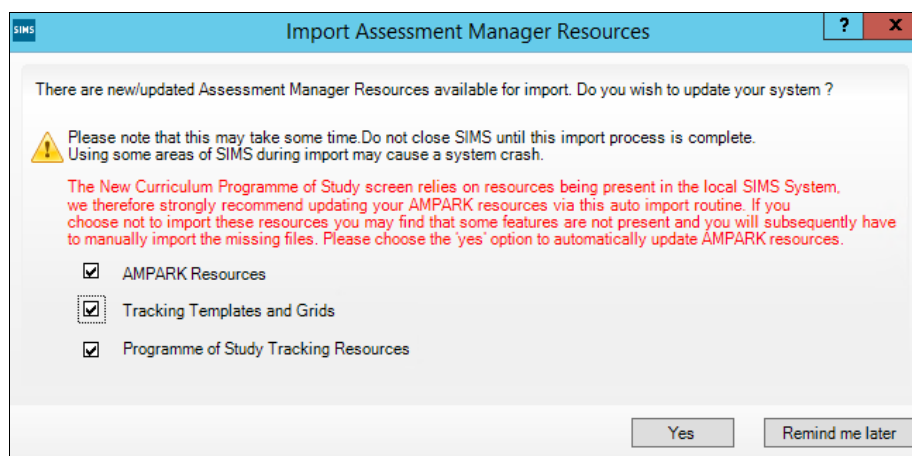 SIMS
Import Assessment Manager Resources
? X
There are new/updated Assessment Manager Resources available for import. Do you wish to update your system ?
Please note that this may take some time.Do not close SIMS until this import process is complete.
Using some areas of SIMS during import may cause a system crash.
The New Curriculum Programme of Study screen relies on resources being present in the local SIMS System,
we therefore strongly recommend updating your AMPARK resources via this auto import routine. If you
choose not to import these resources you may find that some features are not present and you will subsequently have
to manually import the missing files. Please choose the 'yes' option to automatically update AMPARK resources.
AMPARK Resources
Tracking Templates and Grids
Programme of Study Tracking Resources
Yes Remind me later